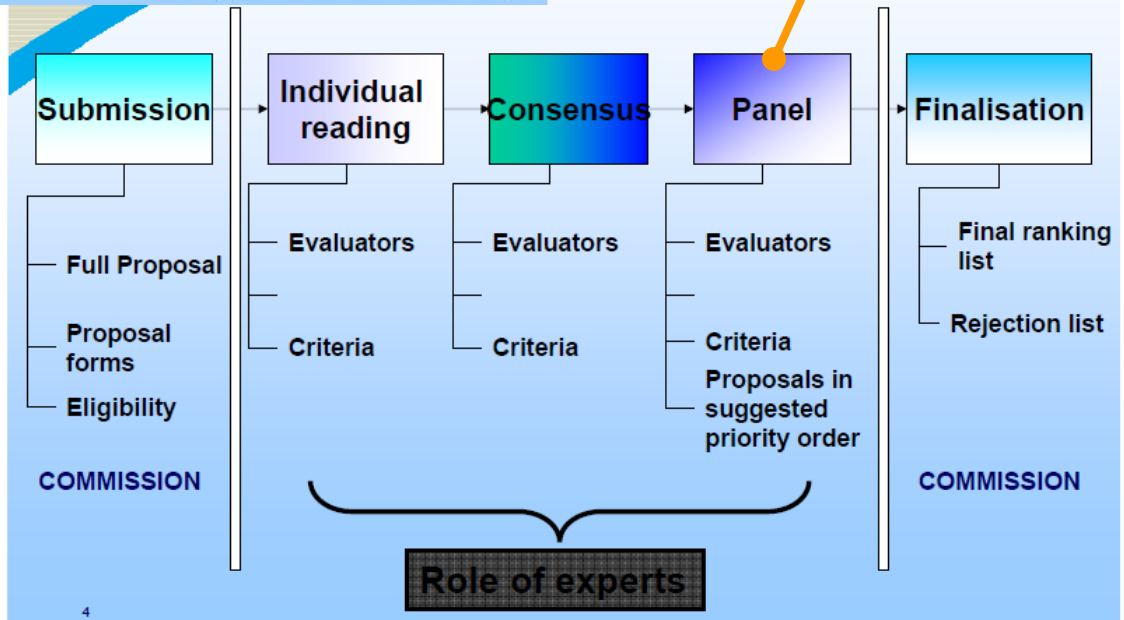 Submission
Individual
reading
Consensus
Panel
Finalisation
Full Proposal
Proposal
forms
Eligibility
Evaluators
Criteria
Evaluators
Criteria
Evaluators
Criteria
Proposals in
suggested
priority order
Final ranking
list
Rejection list
COMMISSION
COMMISSION
Role of experts
4